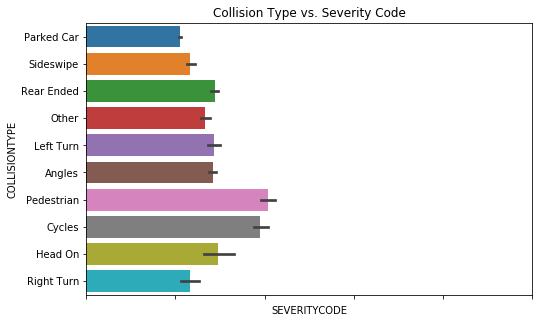 Collision Type vs. Severity Code
COLLISIONTYPE
Parked Car
Sideswipe
Rear Ended
Other
Left Turn
Angles
Pedestrian
Cycles
Head On
Right Turn
SEVERITYCODE